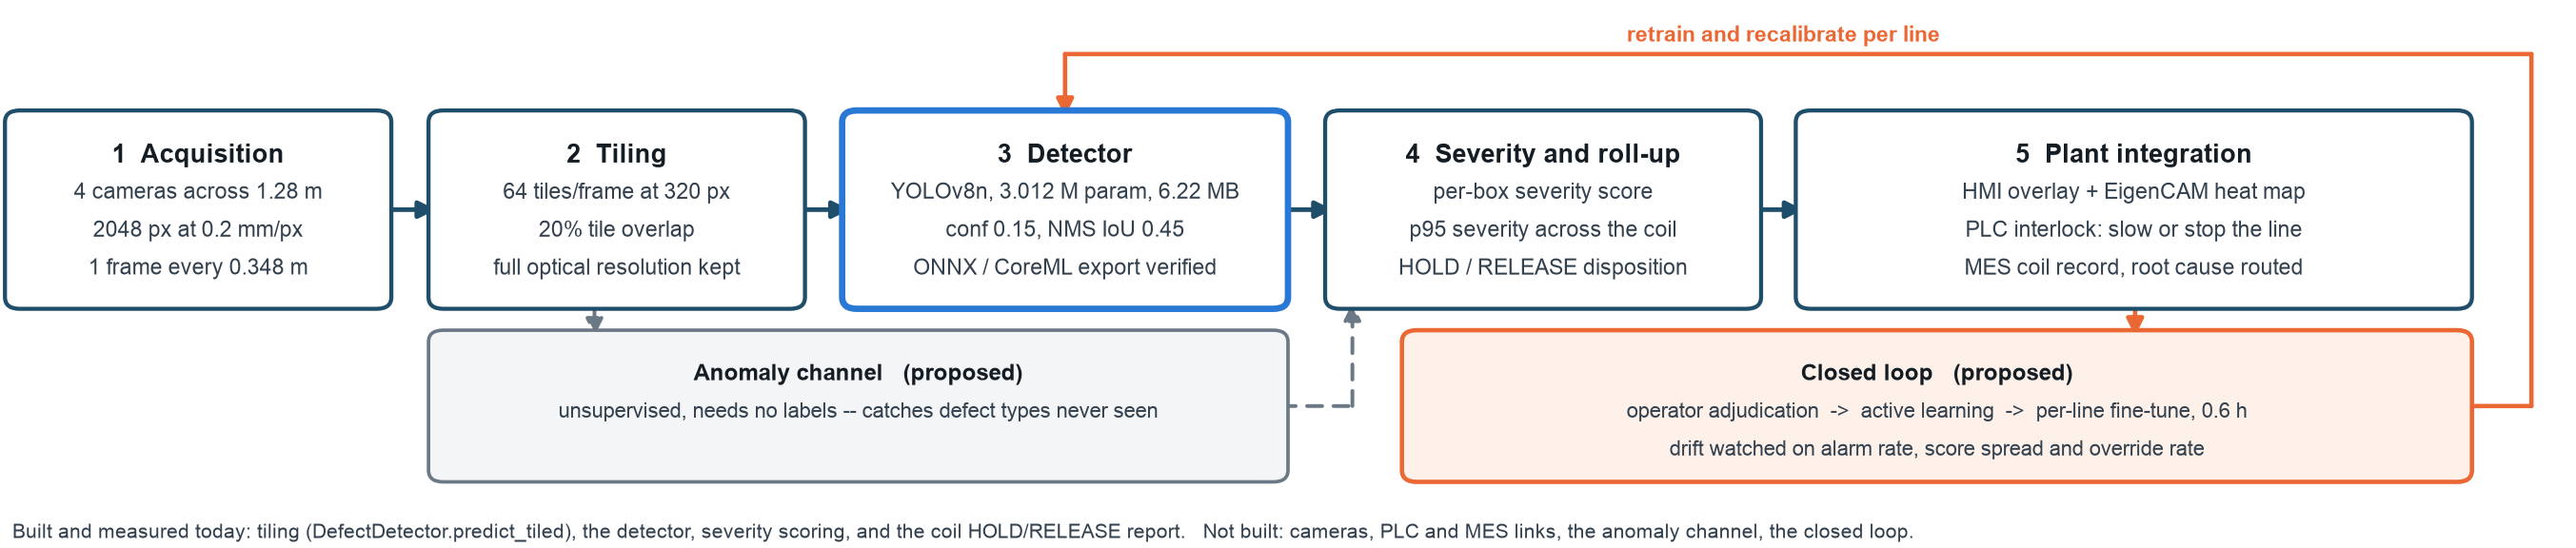 retrain and recalibrate per line
1 Acquisition
4 cameras across 1.28 m
2048 px at 0.2 mm/px
1 frame every 0.348 m
2 Tiling
64 tiles/frame at 320 px
20% tile overlap
full optical resolution kept
3 Detector
YOLOv8n, 3.012 M param, 6.22 MB
conf 0.15, NMS IoU 0.45
ONNX / CoreML export verified
4 Severity and roll-up
per-box severity score
p95 severity across the coil
HOLD / RELEASE disposition
5 Plant integration
HMI overlay + EigenCAM heat map
PLC interlock: slow or stop the line
MES coil record, root cause routed
Anomaly channel (proposed)
unsupervised, needs no labels -- catches defect types never seen
Closed loop (proposed)
operator adjudication -> active learning -> per-line fine-tune, 0.6 h
drift watched on alarm rate, score spread and override rate
Built and measured today: tiling (DefectDetector.predict_tiled), the detector, severity scoring, and the coil HOLD/RELEASE report. Not built: cameras, PLC and MES links, the anomaly channel, the closed loop.